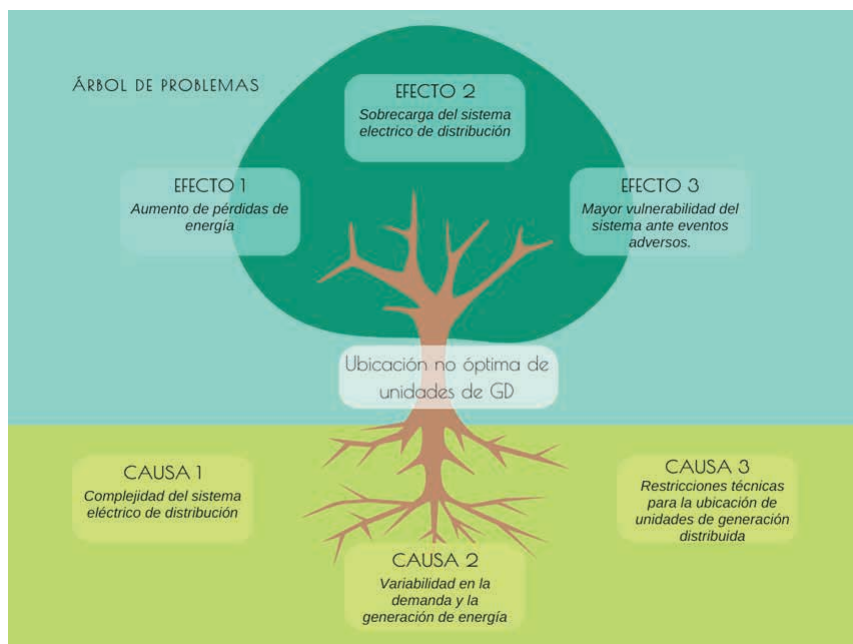 ÁRBOL DE PROBLEMAS
EFECTO 2
Sobrecarga del sistema
electrico de distribución
EFECTO 1
Aumento de pérdidas de
energía
EFECTO 3
Mayor vulnerabilidad del
sistema ante eventos
adversos.
Ubicación no óptima de
unidades de GD
CAUSA 1
Complejidad del sistema
eléctrico de distribución
CAUSA 2
Variabilidad en la
demanda y la
generación de energía
CAUSA 3
Restricciones técnicas
para la ubicación de
unidades de generación
distribuida